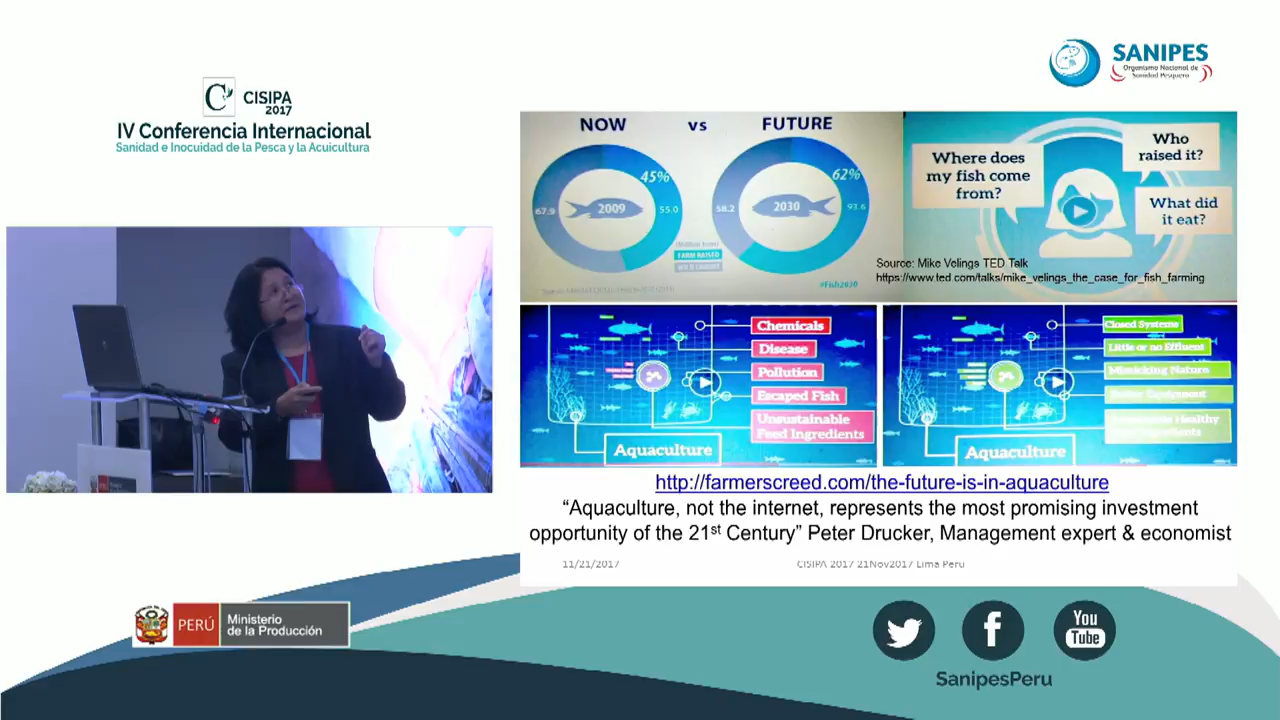 CISIPA
2017
IV Conferencia Internacional
Sanidad e Inocuidad de la Pesca y la Acuicultura
SANIPES
Organismo Nacional de
Sanidad Pesquera
NOW vs FUTURE
45%
67.9
2009
55.0
62%
58.2
2030
93.6
FARM RAISED
WILD CAUGHT
#Fish2030
Where does
my fish come
from?
Who
raised it?
What did
it eat?
Source: Mike Velings TED Talk
https://www.ted.com/talks/mike_velings_the_case_for_fish_farming
Chemicals
Disease
Pollution
Escaped Fish
Unsustainable
Feed Ingredients
Aquaculture
Closed Systems
Little or no Effluent
Mimicking Nature
Equipment
Healthy
Aquaculture
http://farmerscreed.com/the-future-is-in-aquaculture
“Aquaculture, not the internet, represents the most promising investment
opportunity of the 21st Century” Peter Drucker, Management expert & economist
11/21/2017
CISIPA 2017 21Nov2017 Lima Peru
PERÚ
Ministerio
de la Producción
You
Tube
SanipesPeru